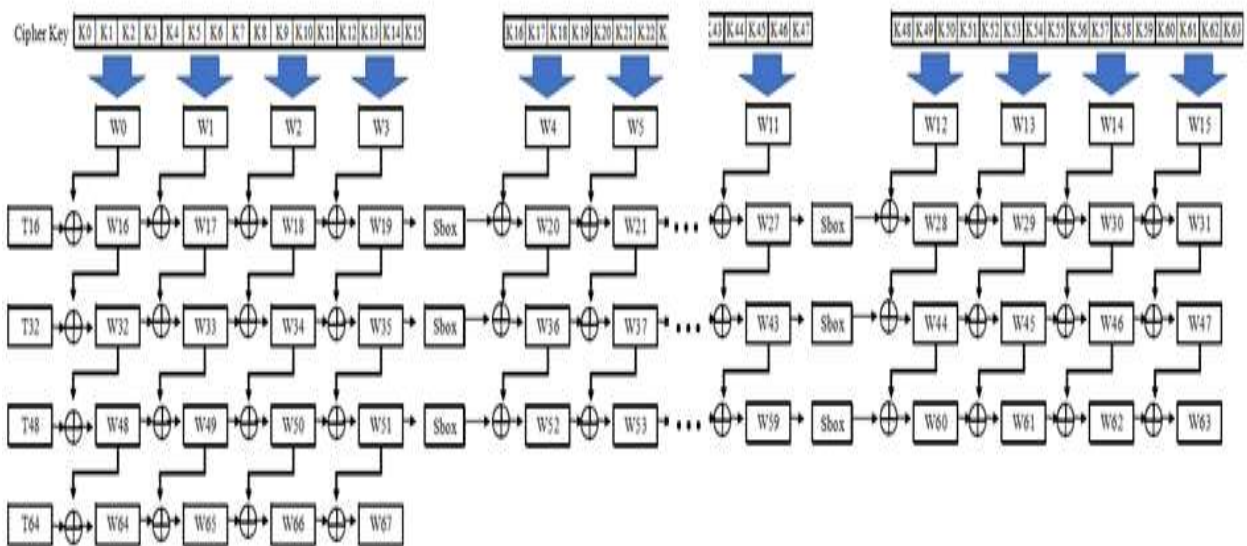 Cipher Key K0 K1 K2 K3 K4 K5 K6 K7 K8 K9 K10 K11 K12 K13 K14 K15 K16 K17 K18 K19 K20 K21 K22 K43 K44 K45 K46 K47 K48 K49 K50 K51 K52 K53 K54 K55 K56 K57 K58 K59 K60 K61 K62 K63
W0 W1 W2 W3 W4 W5 W11 W12 W13 W14 W15
T16 W16 W17 W18 W19 Sbox W20 W21 ... W27 Sbox W28 W29 W30 W31
T32 W32 W33 W34 W35 Sbox W36 W37 ... W43 Sbox W44 W45 W46 W47
T48 W48 W49 W50 W51 Sbox W52 W53 ... W59 Sbox W60 W61 W62 W63
T64 W64 W65 W66 W67